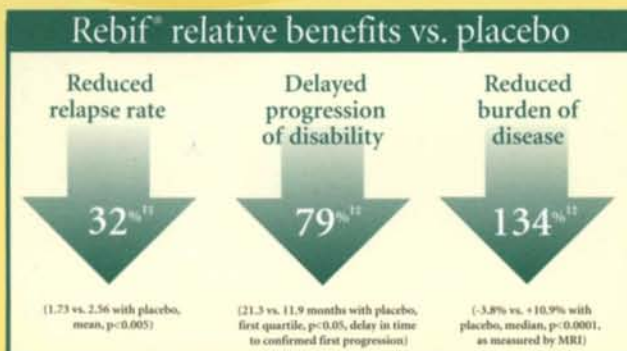 Rebif® relative benefits vs. placebo
Reduced
relapse rate
Delayed
progression
of disability
Reduced
burden of
disease
32%†‡
79%†‡
134%†‡
(1.73 vs. 2.56 with placebo,
mean, p<0.005)
(21.3 vs. 11.9 months with placebo,
first quartile, p<0.05, delay in time
to confirmed first progression)
(-3.8% vs. +10.9% with
placebo, median, p<0.0001,
as measured by MRI)